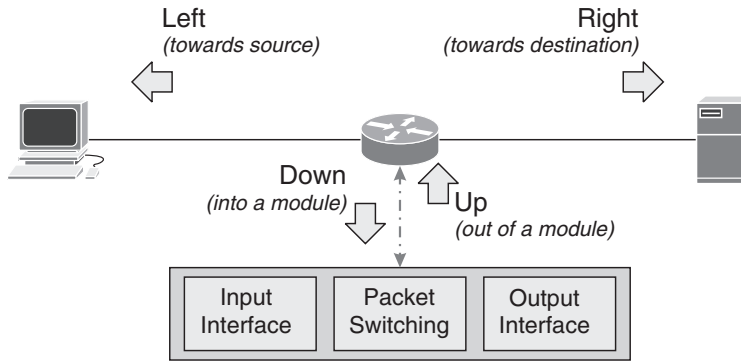 Left
(towards source)
Right
(towards destination)
Down
(into a module)
Up
(out of a module)
Input
Interface
Packet
Switching
Output
Interface